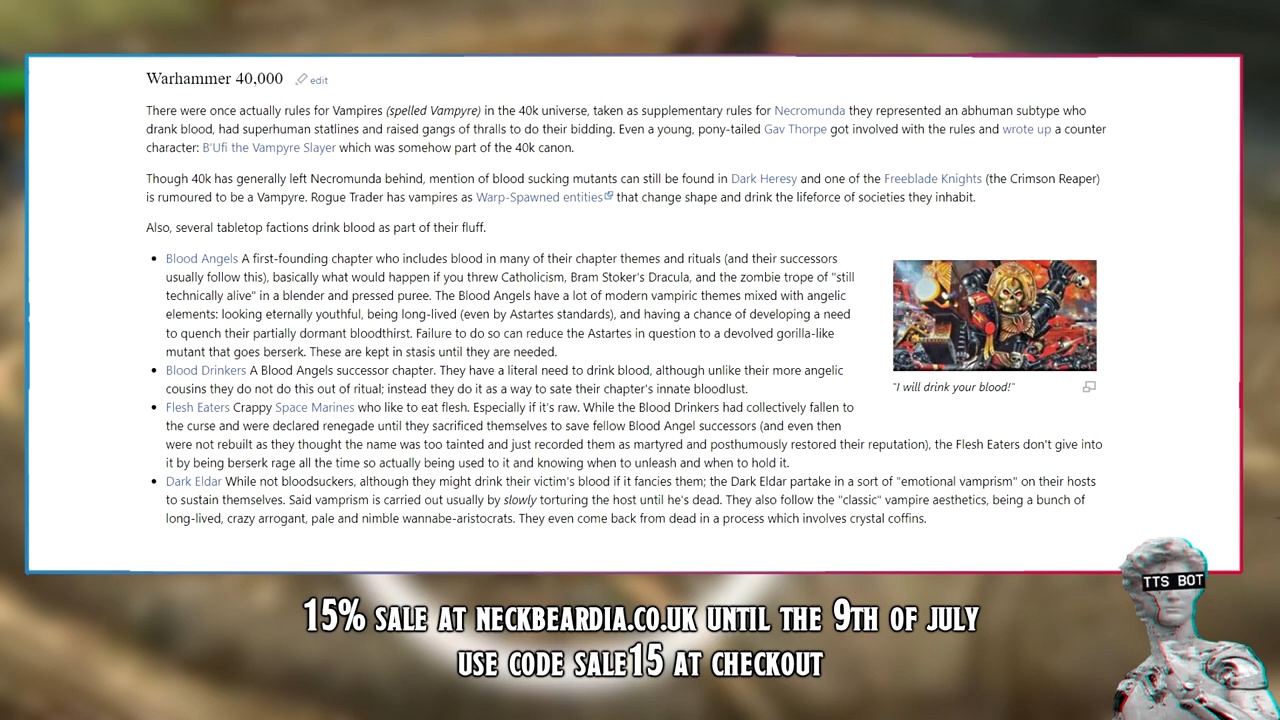 Warhammer 40,000 edit
There were once actually rules for Vampires (spelled Vampyre) in the 40k universe, taken as supplementary rules for Necromunda they represented an abhuman subtype who
drank blood, had superhuman statlines and raised gangs of thralls to do their bidding. Even a young, pony-tailed Gav Thorpe got involved with the rules and wrote up a counter
character: B'Ufi the Vampyre Slayer which was somehow part of the 40k canon.
Though 40k has generally left Necromunda behind, mention of blood sucking mutants can still be found in Dark Heresy and one of the Freeblade Knights (the Crimson Reaper)
is rumoured to be a Vampyre. Rogue Trader has vampires as Warp-Spawned entities that change shape and drink the lifeforce of societies they inhabit.
Also, several tabletop factions drink blood as part of their fluff.
• Blood Angels A first-founding chapter who includes blood in many of their chapter themes and rituals (and their successors
usually follow this), basically what would happen if you threw Catholicism, Bram Stoker's Dracula, and the zombie trope of "still
technically alive" in a blender and pressed puree. The Blood Angels have a lot of modern vampiric themes mixed with angelic
elements: looking eternally youthful, being long-lived (even by Astartes standards), and having a chance of developing a need
to quench their partially dormant bloodthirst. Failure to do so can reduce the Astartes in question to a devolved gorilla-like
mutant that goes berserk. These are kept in stasis until they are needed.
• Blood Drinkers A Blood Angels successor chapter. They have a literal need to drink blood, although unlike their more angelic
cousins they do not do this out of ritual; instead they do it as a way to sate their chapter's innate bloodlust.
• Flesh Eaters Crappy Space Marines who like to eat flesh. Especially if it's raw. While the Blood Drinkers had collectively fallen to
the curse and were declared renegade until they sacrificed themselves to save fellow Blood Angel successors (and even then
were not rebuilt as they thought the name was too tainted and just recorded them as martyred and posthumously restored their reputation), the Flesh Eaters don't give into
it by being berserk rage all the time so actually being used to it and knowing when to unleash and when to hold it.
• Dark Eldar While not bloodsuckers, although they might drink their victim's blood if it fancies them; the Dark Eldar partake in a sort of "emotional vampirism" on their hosts
to sustain themselves. Said vampirism is carried out usually by slowly torturing the host until he's dead. They also follow the "classic" vampire aesthetics, being a bunch of
long-lived, crazy arrogant, pale and nimble wannabe-aristocrats. They even come back from dead in a process which involves crystal coffins.
"I will drink your blood!"
TTS BOT
15% SALE AT NECKBEARDIA.CO.UK UNTIL THE 9TH OF JULY
USE CODE SALE15 AT CHECKOUT